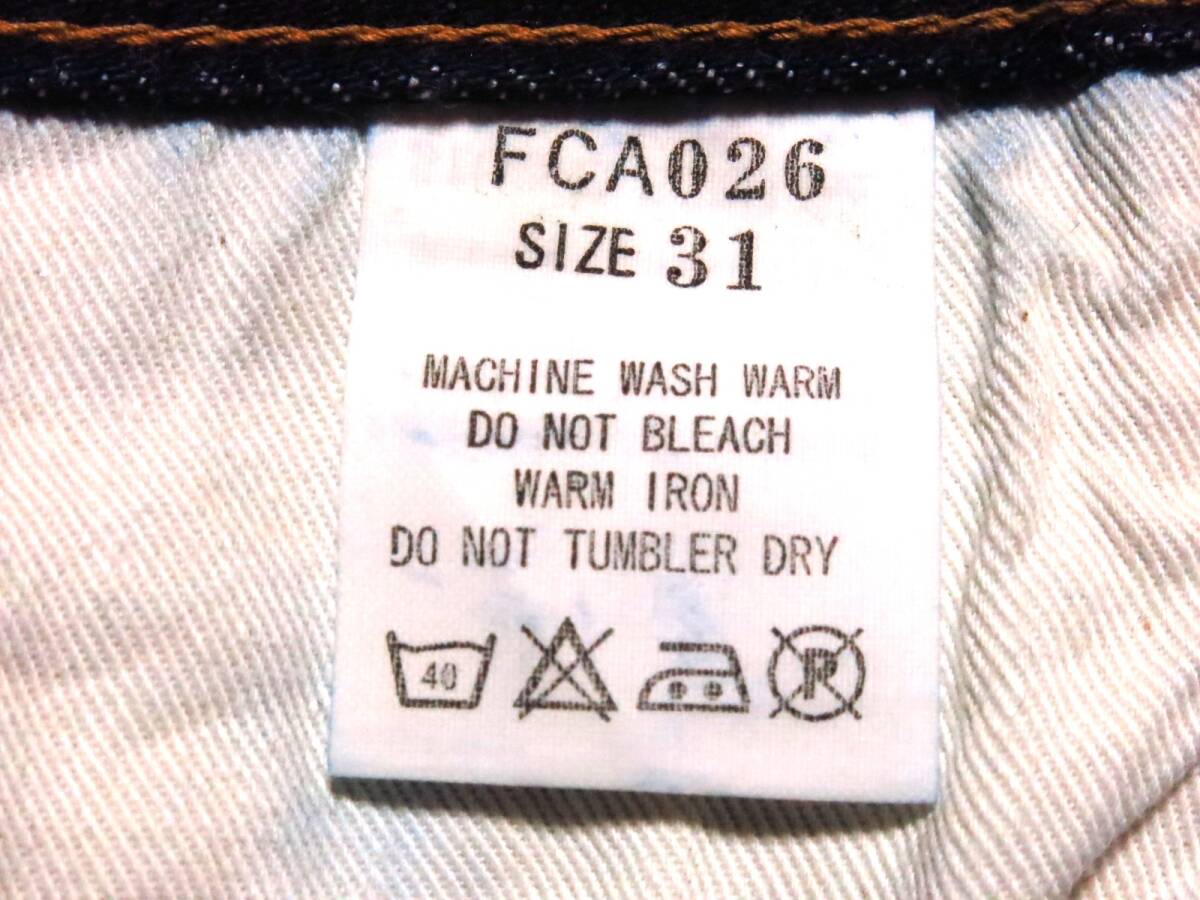 FCA026
SIZE 31
MACHINE WASH WARM
DO NOT BLEACH
WARM IRON
DO NOT TUMBLER DRY
40 P